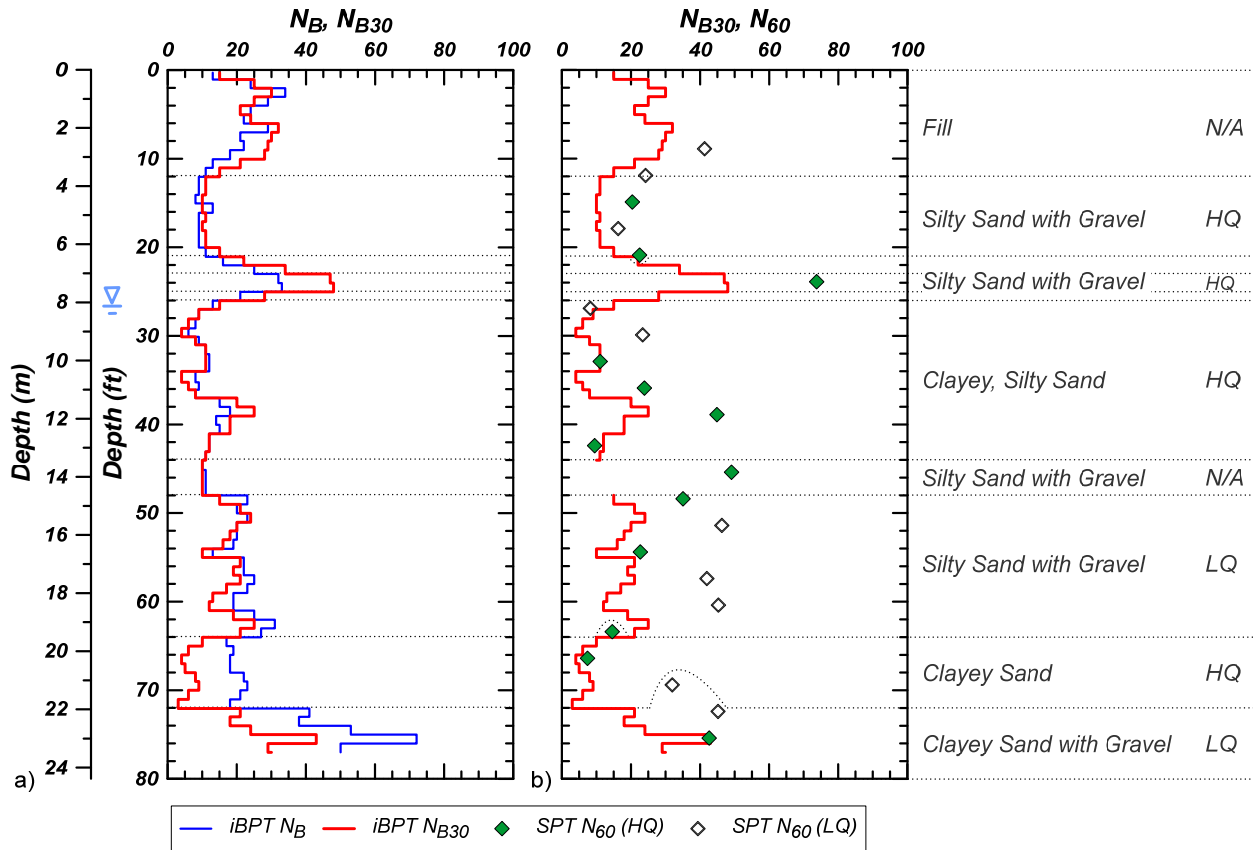 N_B, N_B30
N_B30, N_60
0 20 40 60 80 100
0 20 40 60 80 100
Depth (m)
0
2
4
6
8
10
12
14
16
18
20
22
24
Depth (ft)
0
10
20
30
40
50
60
70
80
a)
b)
Fill N/A
Silty Sand with Gravel HQ
Silty Sand with Gravel HQ
Clayey, Silty Sand HQ
Silty Sand with Gravel N/A
Silty Sand with Gravel LQ
Clayey Sand HQ
Clayey Sand with Gravel LQ
iBPT N_B iBPT N_B30 SPT N_60 (HQ) SPT N_60 (LQ)